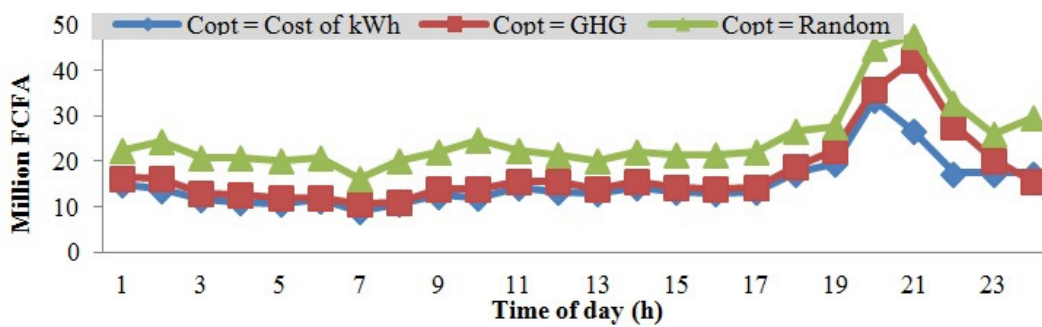 50 Copt = Cost of kWh Copt = GHG Copt = Random
40
30
20
10
0
Million FCFA
1 3 5 7 9 11 13 15 17 19 21 23
Time of day (h)